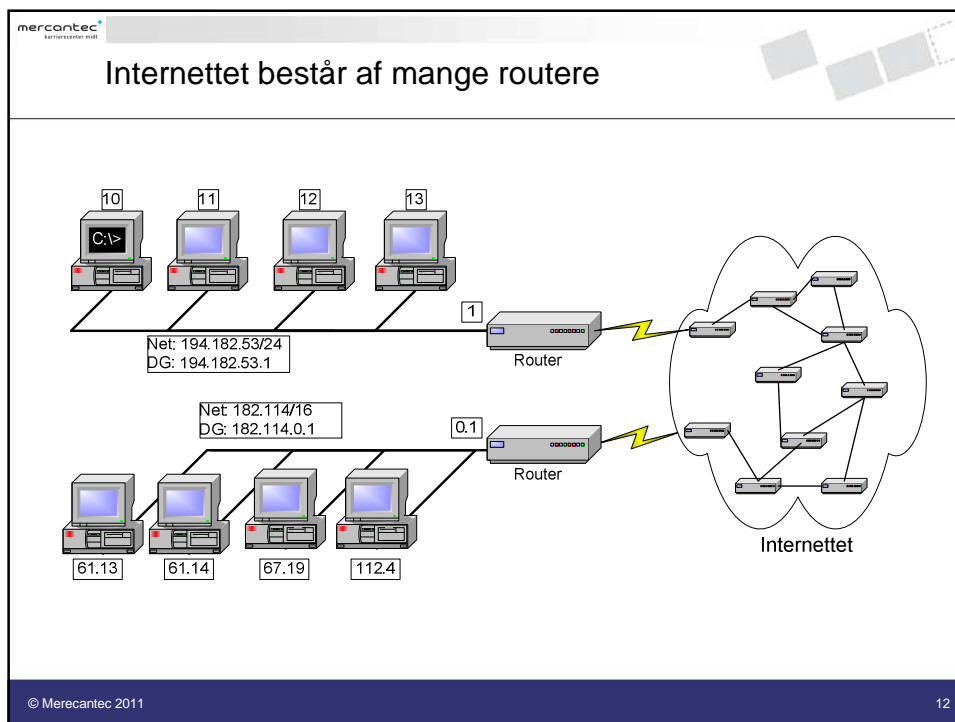 mercantec
karrierecenter midt
Internettet består af mange routere
10 11 12 13
C:\>
1
Net: 194.182.53/24
DG: 194.182.53.1
Router
Net: 182.114/16
DG: 182.114.0.1
0.1
Router
61.13 61.14 67.19 112.4
Internettet
© Merecantec 2011 12